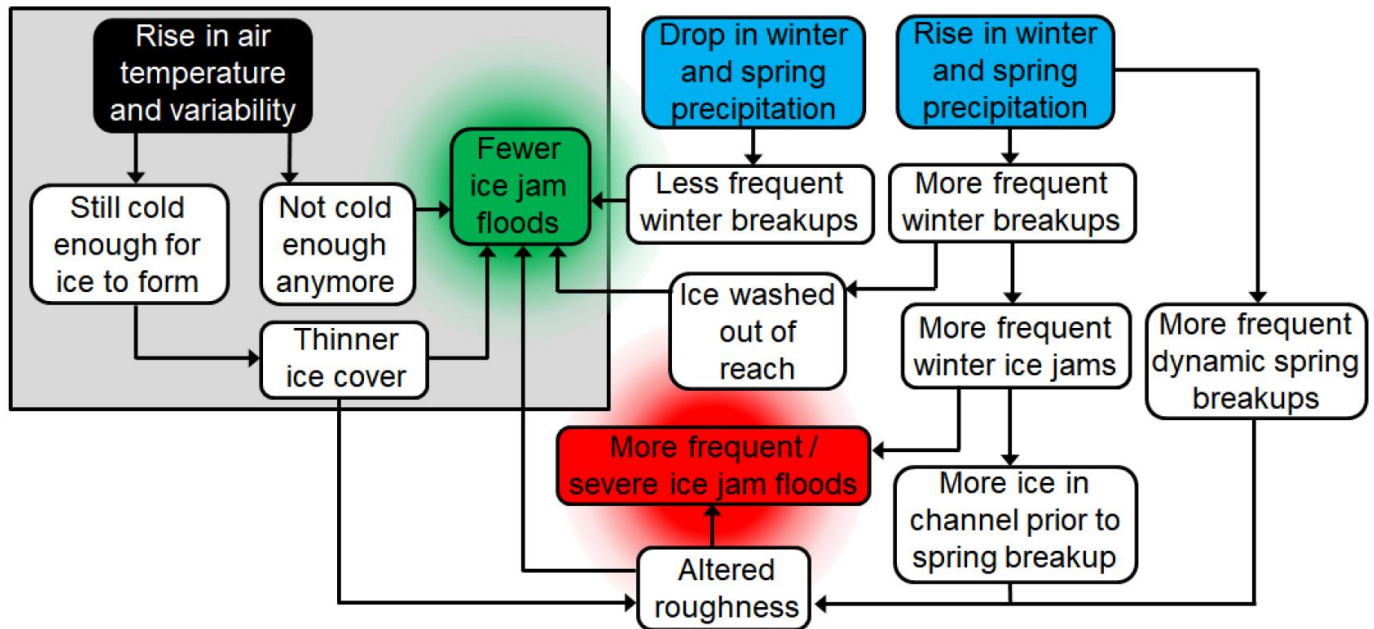 Rise in air
temperature
and variability
Still cold
enough for
ice to form
Not cold
enough
anymore
Thinner
ice cover
Fewer
ice jam
floods
Drop in winter
and spring
precipitation
Less frequent
winter breakups
Rise in winter
and spring
precipitation
More frequent
winter breakups
Ice washed
out of
reach
More frequent
winter ice jams
More frequent
dynamic spring
breakups
More frequent /
severe ice jam floods
More ice in
channel prior to
spring breakup
Altered
roughness